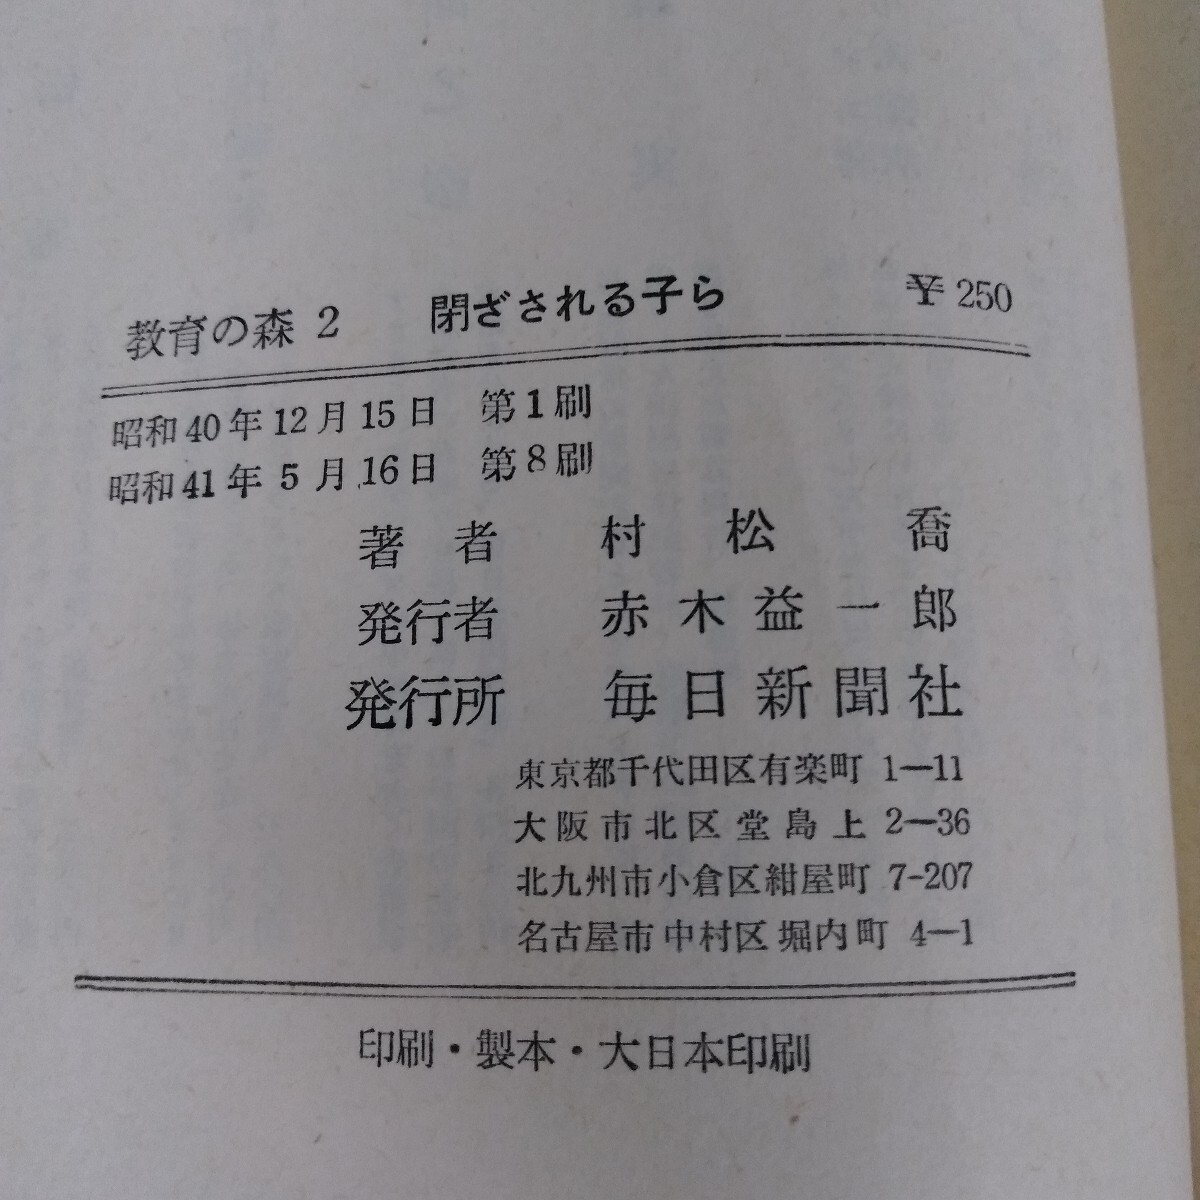 教育の森 2 閉ざされる子ら ¥250
昭和40年12月15日 第1刷
昭和41年5月16日 第8刷
著者 村松喬
発行者 赤木益一郎
発行所 毎日新聞社
東京都千代田区有楽町 1—11
大阪市北区堂島上 2—36
北九州市小倉区紺屋町 7-207
名古屋市中村区堀内町 4—1
印刷・製本・大日本印刷